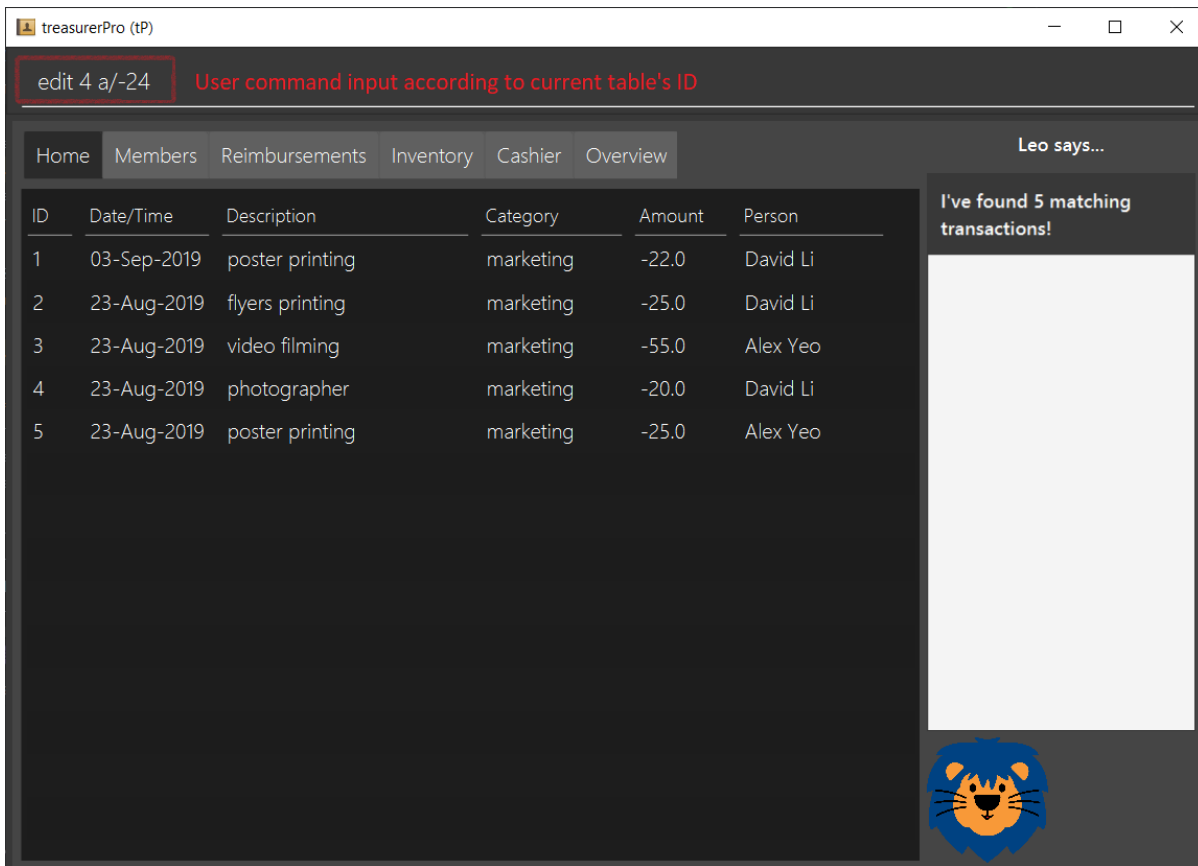 treasurerPro (tP)
edit 4 a/-24 User command input according to current table's ID
Home Members Reimbursements Inventory Cashier Overview
Leo says...
I've found 5 matching
transactions!
ID Date/Time Description Category Amount Person
1 03-Sep-2019 poster printing marketing -22.0 David Li
2 23-Aug-2019 flyers printing marketing -25.0 David Li
3 23-Aug-2019 video filming marketing -55.0 Alex Yeo
4 23-Aug-2019 photographer marketing -20.0 David Li
5 23-Aug-2019 poster printing marketing -25.0 Alex Yeo